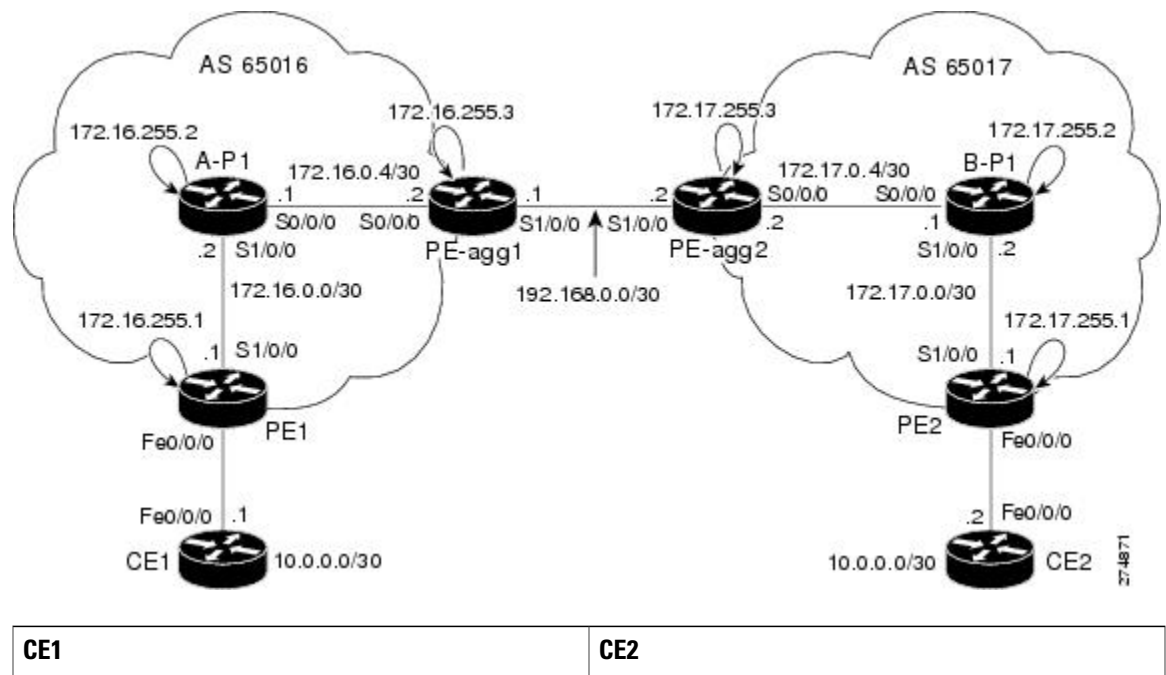 AS 65016
AS 65017
172.16.255.3
172.17.255.3
172.16.255.2
172.17.255.2
A-P1
172.16.0.4/30
172.17.0.4/30
B-P1
.1
.2
.1
.2
S0/0/0
S0/0/0
S0/0/0
S0/0/0
S1/0/0
S1/0/0
.2
.1
.2
S1/0/0
PE-agg1
PE-agg2
S1/0/0
.2
172.16.0.0/30
192.168.0.0/30
172.17.0.0/30
172.16.255.1
172.17.255.1
.1
S1/0/0
S1/0/0
.1
PE1
PE2
Fe0/0/0
Fe0/0/0
Fe0/0/0
.1
.2
Fe0/0/0
CE1
10.0.0.0/30
10.0.0.0/30
CE2
274871
CE1
CE2